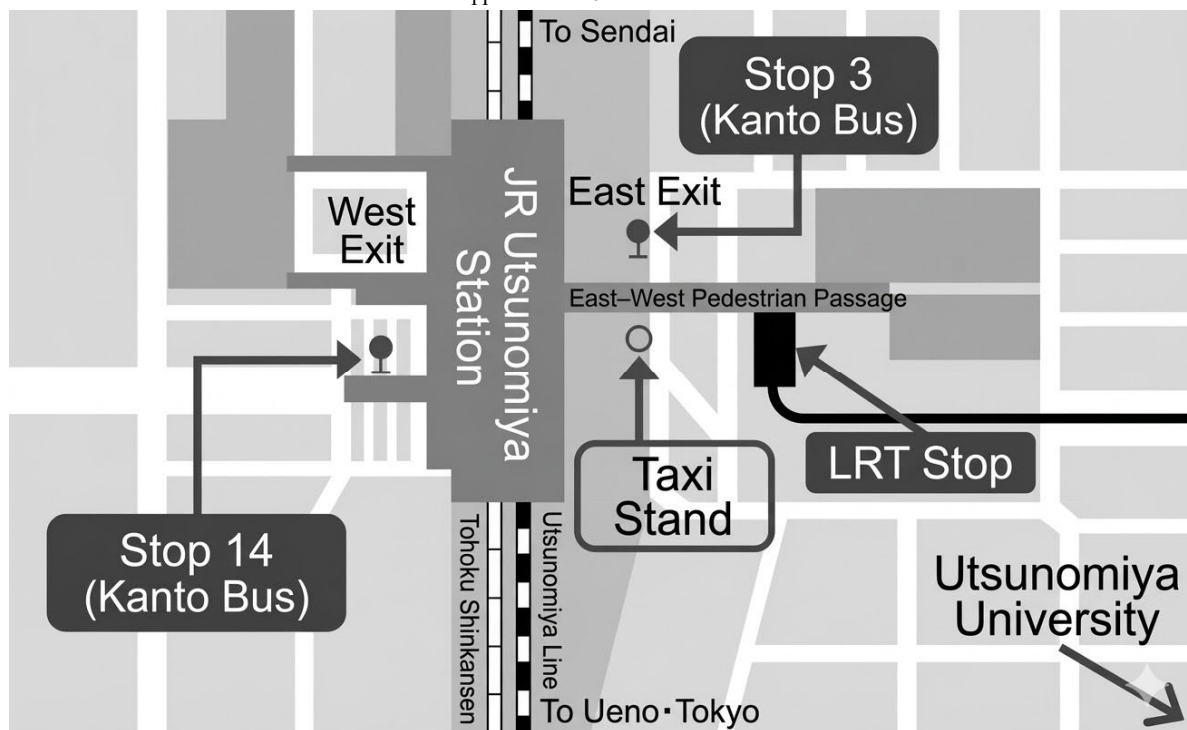 To Sendai
Stop 3
(Kanto Bus)
East Exit
West
Exit
JR Utsunomiya
Station
East–West Pedestrian Passage
LRT Stop
Taxi
Stand
Stop 14
(Kanto Bus)
Tohoku Shinkansen
Utsunomiya Line
Utsunomiya
University
To Ueno・Tokyo